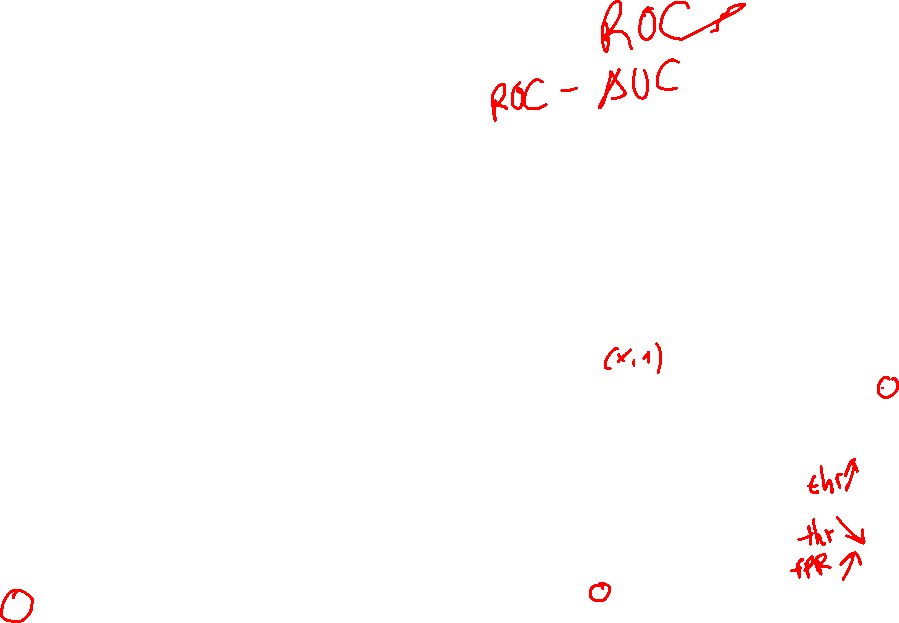 ROC
ROC - AUC
(x,1)
thr ↗
thr ↘
FPR ↗